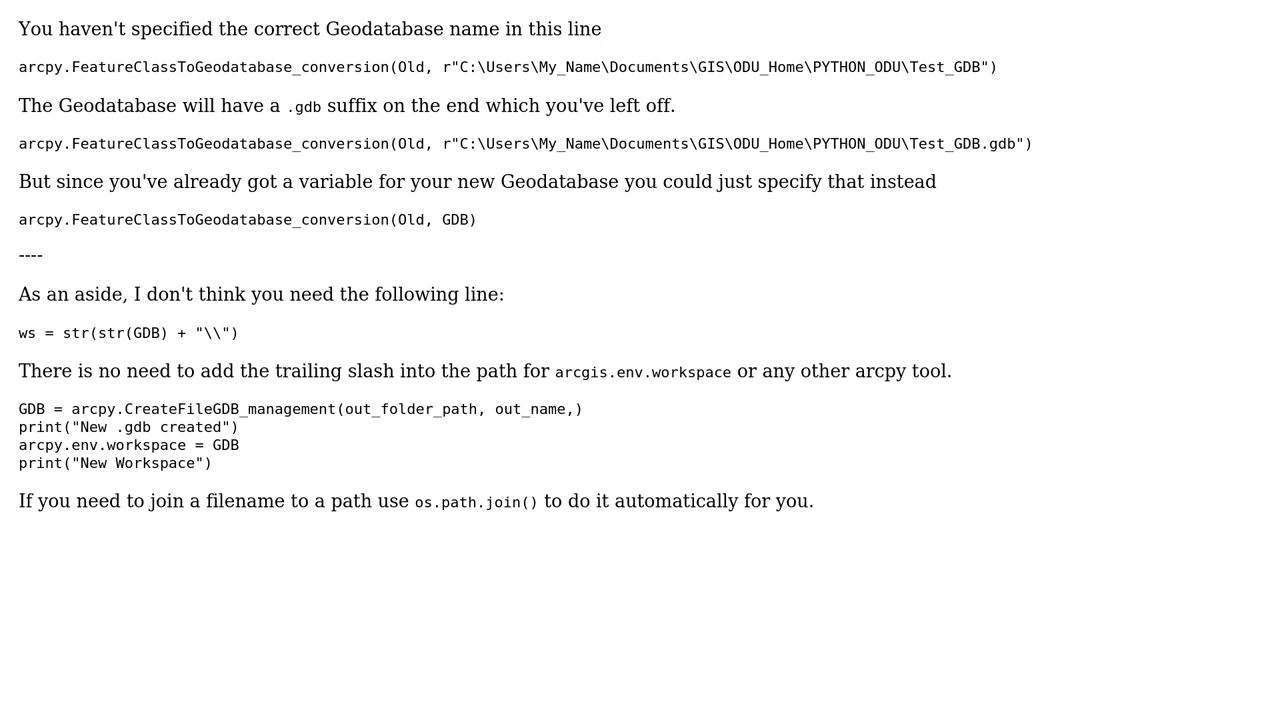 You haven't specified the correct Geodatabase name in this line
arcpy.FeatureClassToGeodatabase_conversion(Old, r"C:\Users\My_Name\Documents\GIS\ODU_Home\PYTHON_ODU\Test_GDB")
The Geodatabase will have a .gdb suffix on the end which you've left off.
arcpy.FeatureClassToGeodatabase_conversion(Old, r"C:\Users\My_Name\Documents\GIS\ODU_Home\PYTHON_ODU\Test_GDB.gdb")
But since you've already got a variable for your new Geodatabase you could just specify that instead
arcpy.FeatureClassToGeodatabase_conversion(Old, GDB)
----
As an aside, I don't think you need the following line:
ws = str(str(GDB) + "\\")
There is no need to add the trailing slash into the path for arcgis.env.workspace or any other arcpy tool.
GDB = arcpy.CreateFileGDB_management(out_folder_path, out_name,)
print("New .gdb created")
arcpy.env.workspace = GDB
print("New Workspace")
If you need to join a filename to a path use os.path.join() to do it automatically for you.